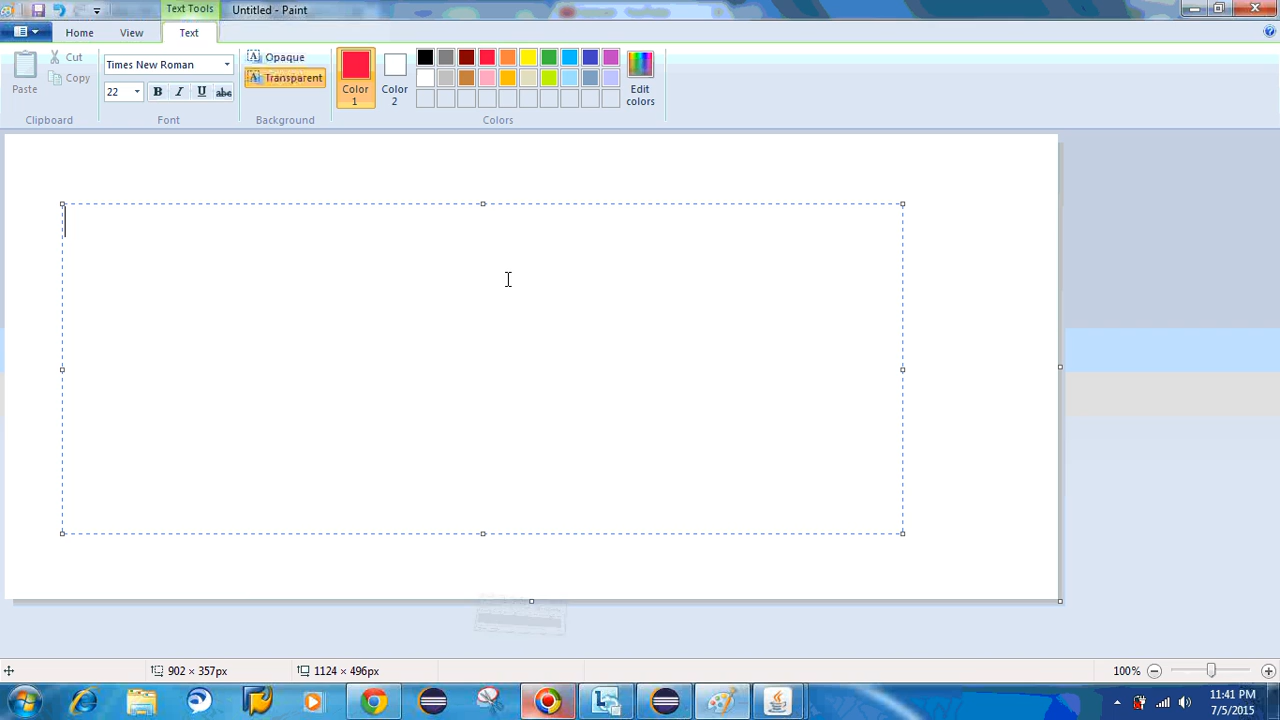 Text Tools
Untitled - Paint
Home
View
Text
Paste
Cut
Copy
Clipboard
Times New Roman
22
B
I
U
abc
Font
A
Opaque
A
Transparent
Background
Color
1
Color
2
Edit
colors
Colors
902 × 357px
1124 × 496px
100%
11:41 PM
7/5/2015